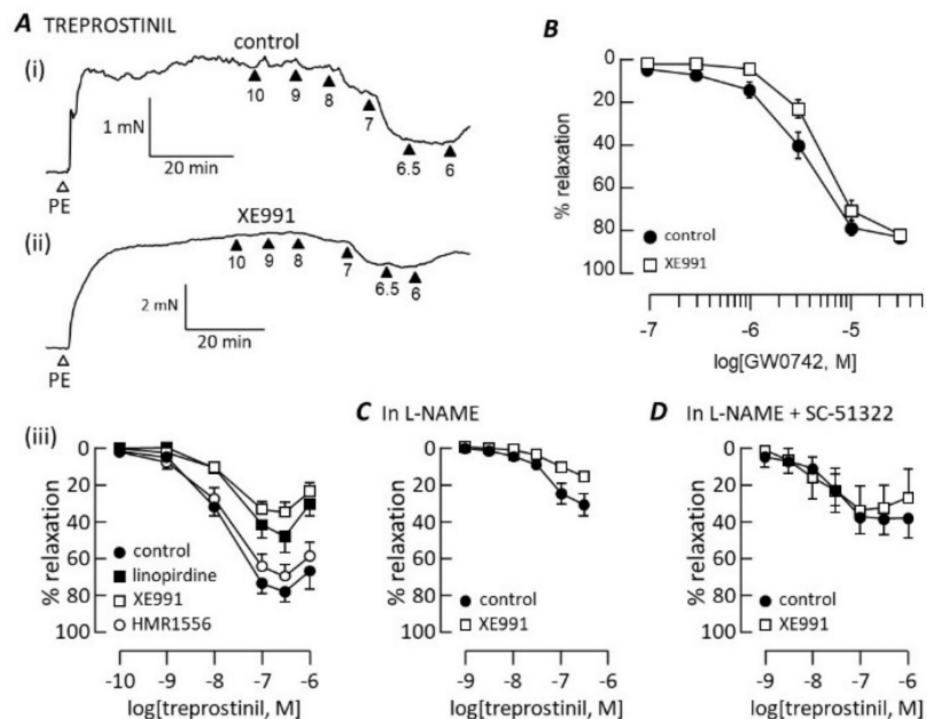 A TREPROSTINIL
(i)
control
10 9 8 7 6.5 6
1 mN
20 min
PE
(ii)
XE991
10 9 8 7 6.5 6
2 mN
20 min
PE
B
0
20
40
60
80
100
% relaxation
control
XE991
-7 -6 -5
log[GW0742, M]
(iii)
0
20
40
60
80
100
% relaxation
control
linopirdine
XE991
HMR1556
-10 -9 -8 -7 -6
log[treprostinil, M]
C In L-NAME
0
20
40
60
80
100
% relaxation
control
XE991
-9 -8 -7 -6
log[treprostinil, M]
D In L-NAME + SC-51322
0
20
40
60
80
100
% relaxation
control
XE991
-9 -8 -7 -6
log[treprostinil, M]